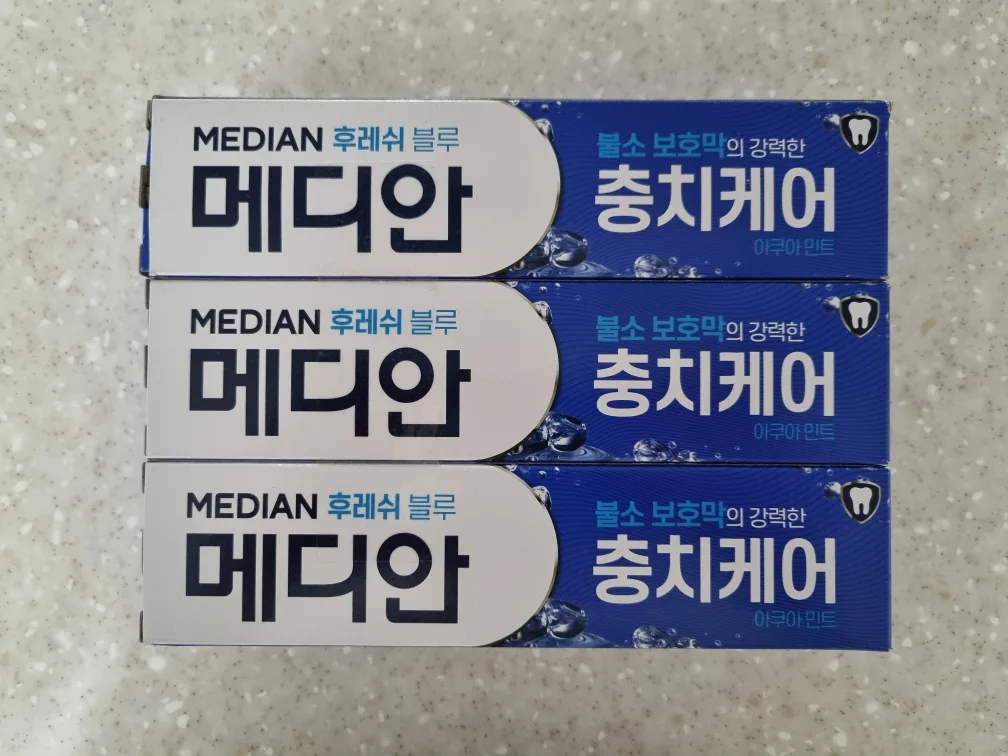 MEDIAN 후레쉬 블루
메디안
불소 보호막의 강력한
충치케어
아쿠아 민트
MEDIAN 후레쉬 블루
메디안
불소 보호막의 강력한
충치케어
아쿠아 민트
MEDIAN 후레쉬 블루
메디안
불소 보호막의 강력한
충치케어
아쿠아 민트